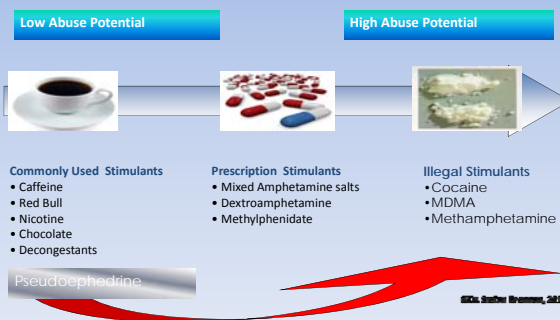 Low Abuse Potential
High Abuse Potential
Commonly Used Stimulants
• Caffeine
• Red Bull
• Nicotine
• Chocolate
• Decongestants
Prescription Stimulants
• Mixed Amphetamine salts
• Dextroamphetamine
• Methylphenidate
Illegal Stimulants
•Cocaine
•MDMA
•Methamphetamine
Pseudoephedrine